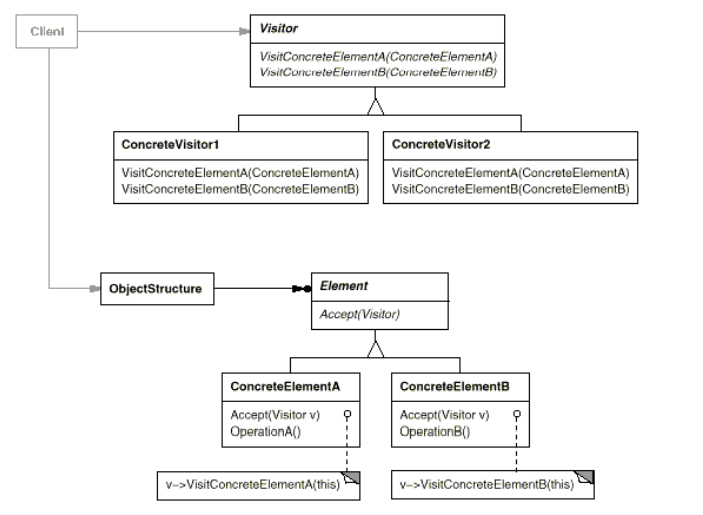 Client
Visitor
VisitConcreteElementA(ConcreteElementA)
VisitConcreteElementB(ConcreteElementB)
ConcreteVisitor1
VisitConcreteElementA(ConcreteElementA)
VisitConcreteElementB(ConcreteElementB)
ConcreteVisitor2
VisitConcreteElementA(ConcreteElementA)
VisitConcreteElementB(ConcreteElementB)
ObjectStructure
Element
Accept(Visitor)
ConcreteElementA
Accept(Visitor v)
OperationA()
ConcreteElementB
Accept(Visitor v)
OperationB()
v->VisitConcreteElementA(this)
v->VisitConcreteElementB(this)